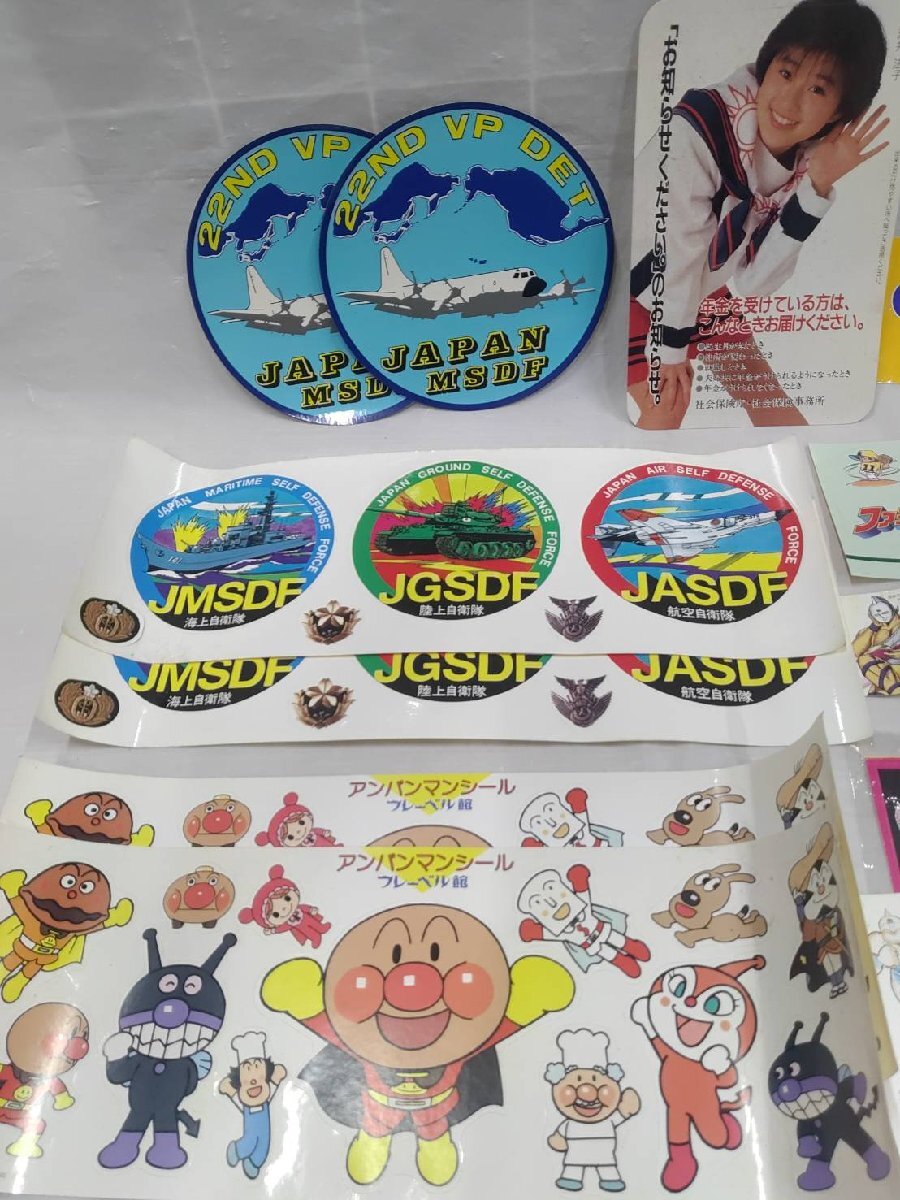 22ND VP
JAPA
MSD
22ND VP DET
JAPAN
MSDF
「お知らせください。」のお知らせ。
年金を受けている方は、
こんなときお届けください。
社会保険庁・社会保険事務所
JAPAN MARITIME SELF DEFENSE FORCE
141
JMSDF
海上自衛隊
JAPAN GROUND SELF DEFENSE FORCE
JGSDF
陸上自衛隊
JAPAN AIR SELF DEFENSE FORCE
JASDF
航空自衛隊
JMSDF
海上自衛隊
JGSDF
陸上自衛隊
JASDF
航空自衛隊
アンパンマンシール
フレーベル館
アンパンマンシール
フレーベル館